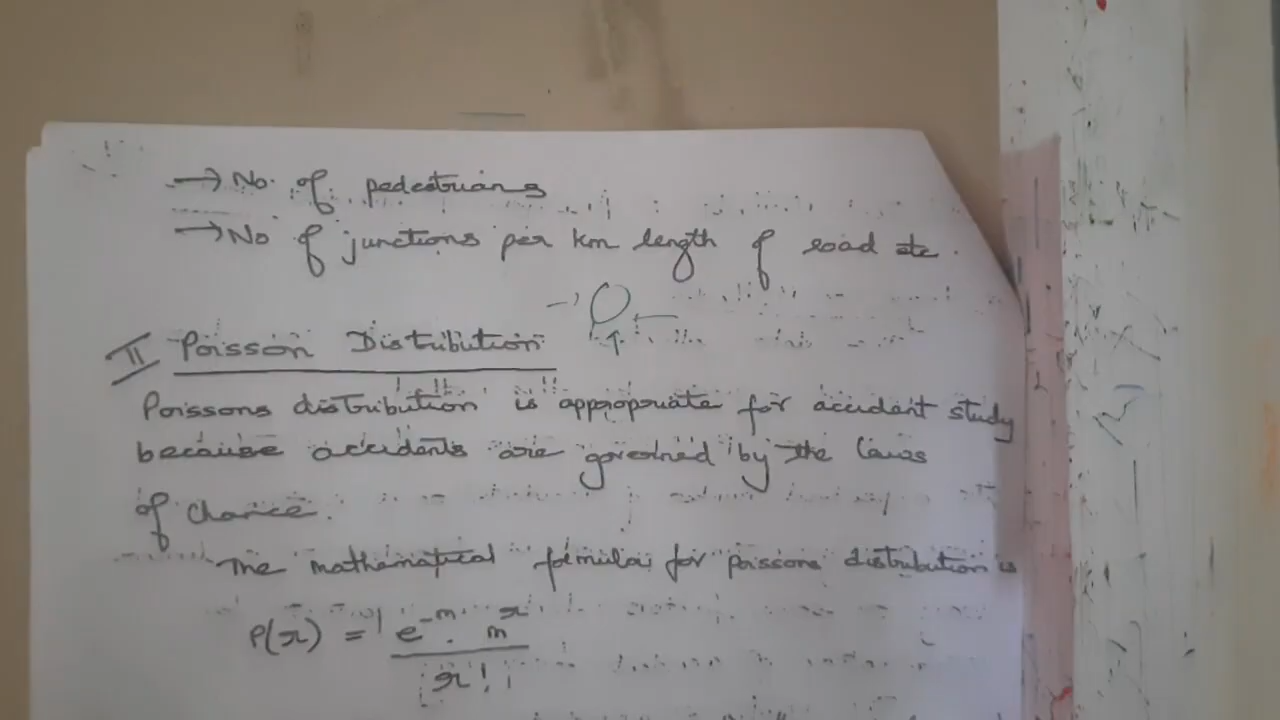 → No. of pedestrians
→ No of junctions per km length of road etc.
II Poisson Distribution
Poissons distribution is appropriate for accident study
because accidents are governed by the laws
of chance.
The mathematical formula for poissons distribution is
P(x) = e^-m . m^x
x!